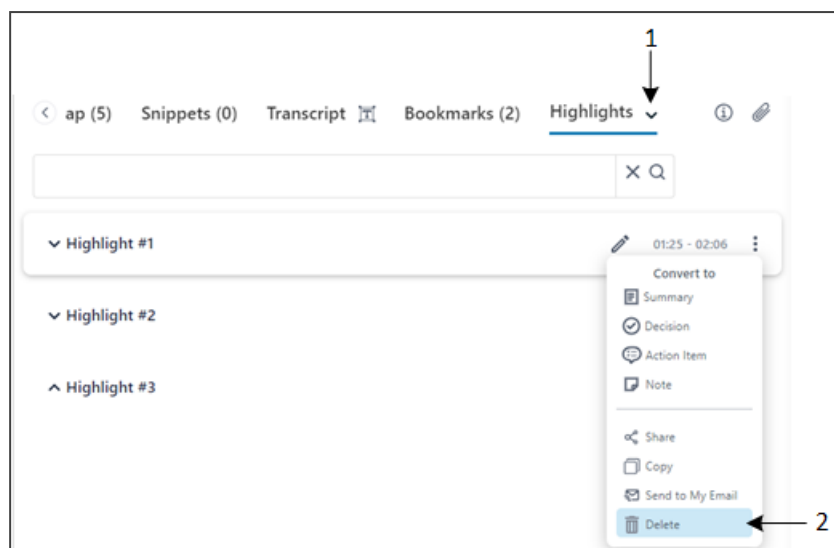 1
ap (5) Snippets (0) Transcript Bookmarks (2) Highlights
Highlight #1 01:25 - 02:06
Convert to
Summary
Highlight #2
Decision
Action Item
Highlight #3
Note
Share
Copy
Send to My Email
Delete 2